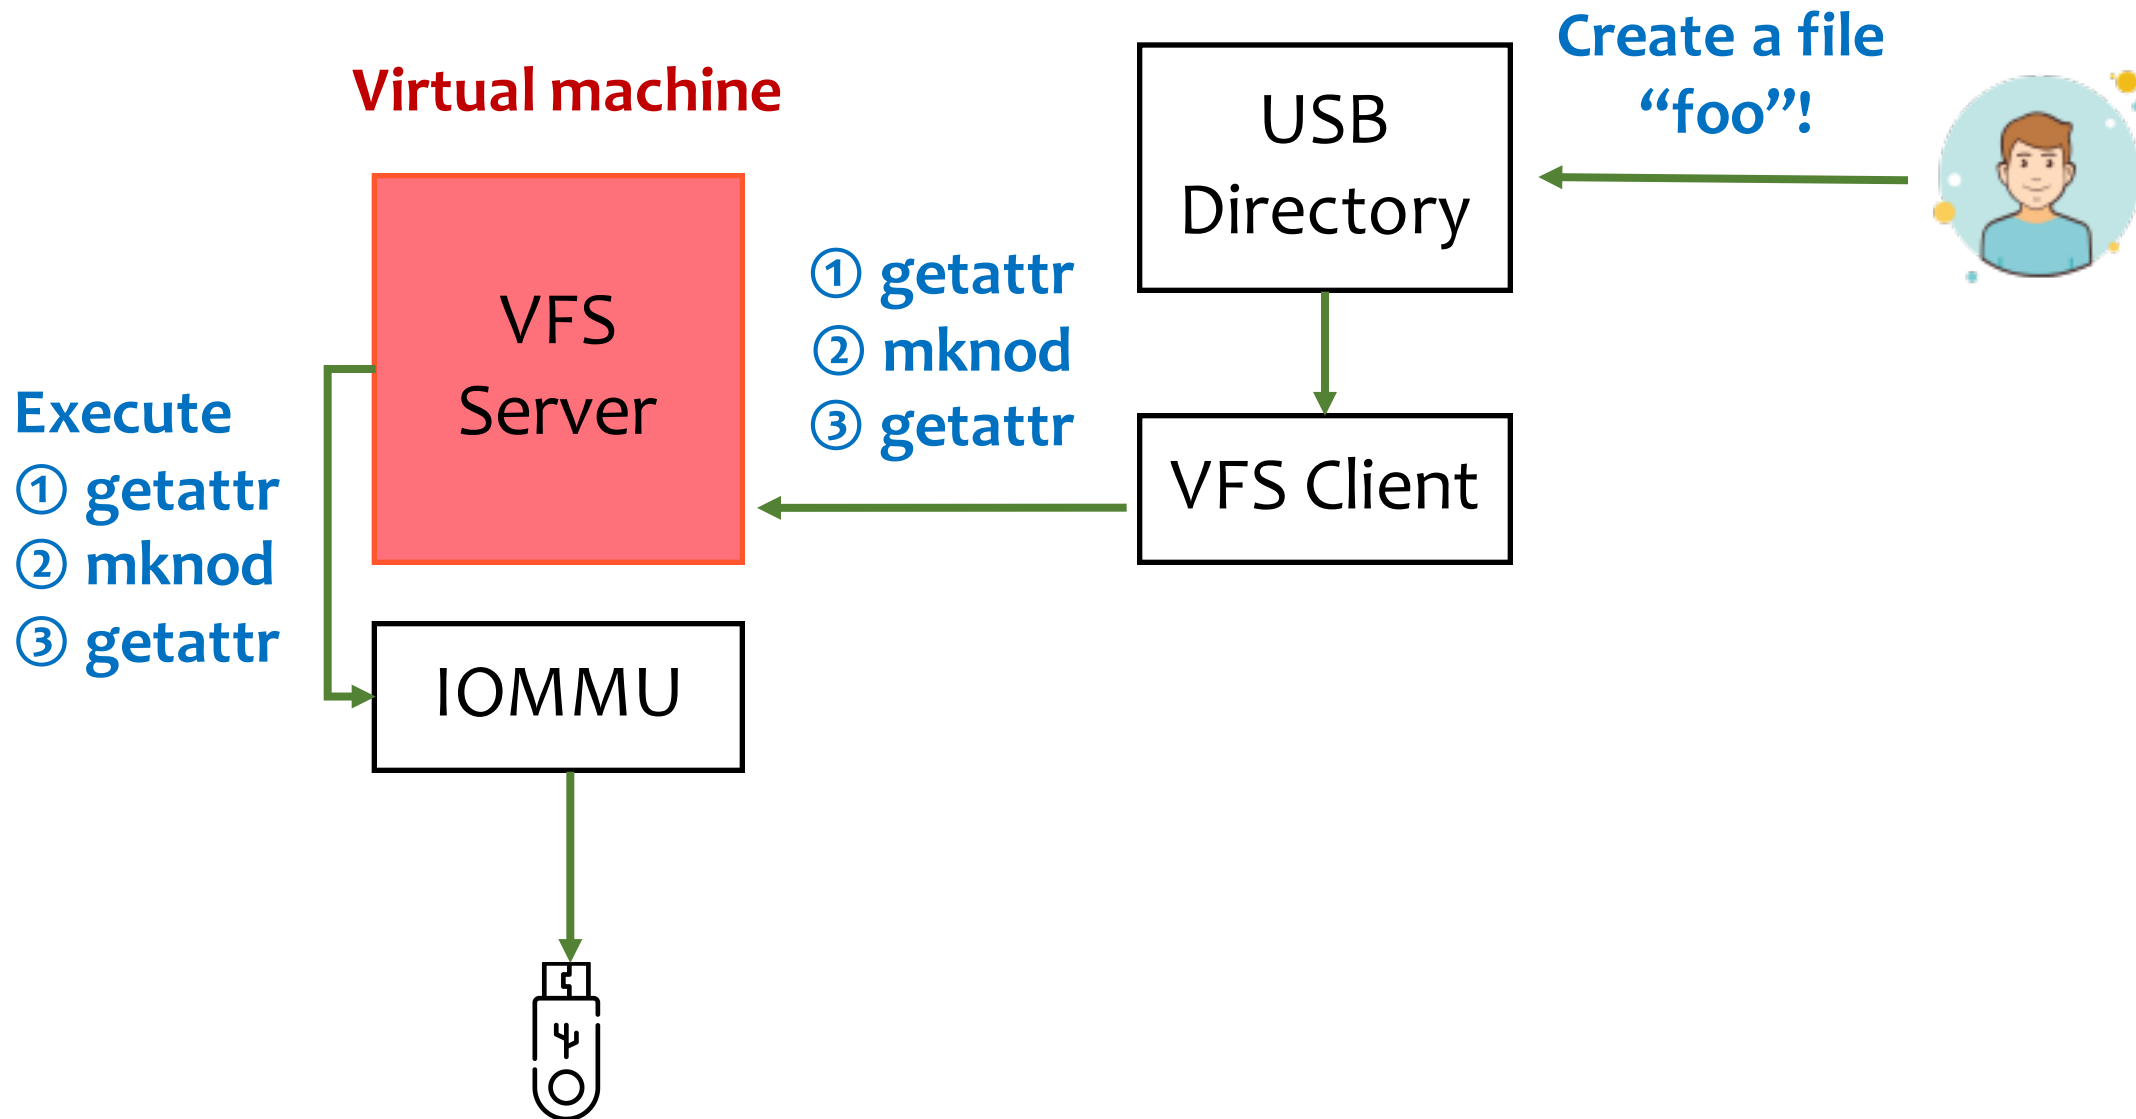 Virtual machine
Create a file
“foo”!
USB
Directory
VFS
Server
① getattr
② mknod
③ getattr
VFS Client
Execute
① getattr
② mknod
③ getattr
IOMMU